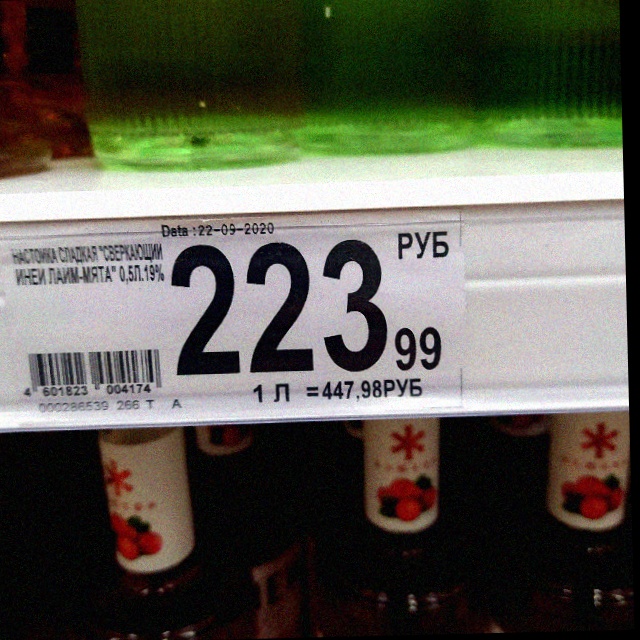 Data :22-09-2020
НАСТОЙКА СЛАДКАЯ "СВЕРКАЮЩИЙ
ИНЕЙ ЛАЙМ-МЯТА" 0,5Л.19%
223 99 РУБ
1 Л =447,98РУБ
4 601823 004174
000286539 266 T A